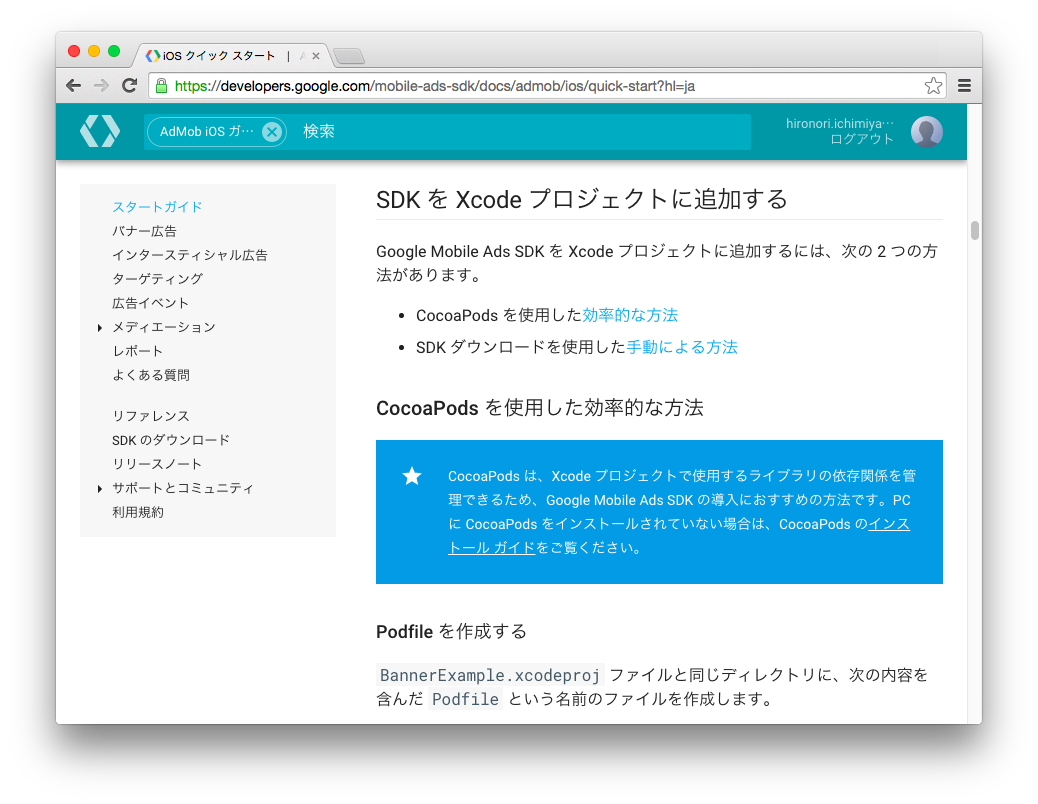 iOS クイック スタート | A
https://developers.google.com/mobile-ads-sdk/docs/admob/ios/quick-start?hl=ja
AdMob iOS ガ…
検索
hironori.ichimiya…
ログアウト
スタートガイド
バナー広告
インタースティシャル広告
ターゲティング
広告イベント
メディエーション
レポート
よくある質問
リファレンス
SDK のダウンロード
リリースノート
サポートとコミュニティ
利用規約
SDK を Xcode プロジェクトに追加する
Google Mobile Ads SDK を Xcode プロジェクトに追加するには、次の 2 つの方
法があります。
• CocoaPods を使用した効率的な方法
• SDK ダウンロードを使用した手動による方法
CocoaPods を使用した効率的な方法
CocoaPods は、Xcode プロジェクトで使用するライブラリの依存関係を管
理できるため、Google Mobile Ads SDK の導入におすすめの方法です。PC
に CocoaPods をインストールされていない場合は、CocoaPods のインス
トール ガイドをご覧ください。
Podfile を作成する
BannerExample.xcodeproj ファイルと同じディレクトリに、次の内容を
含んだ Podfile という名前のファイルを作成します。